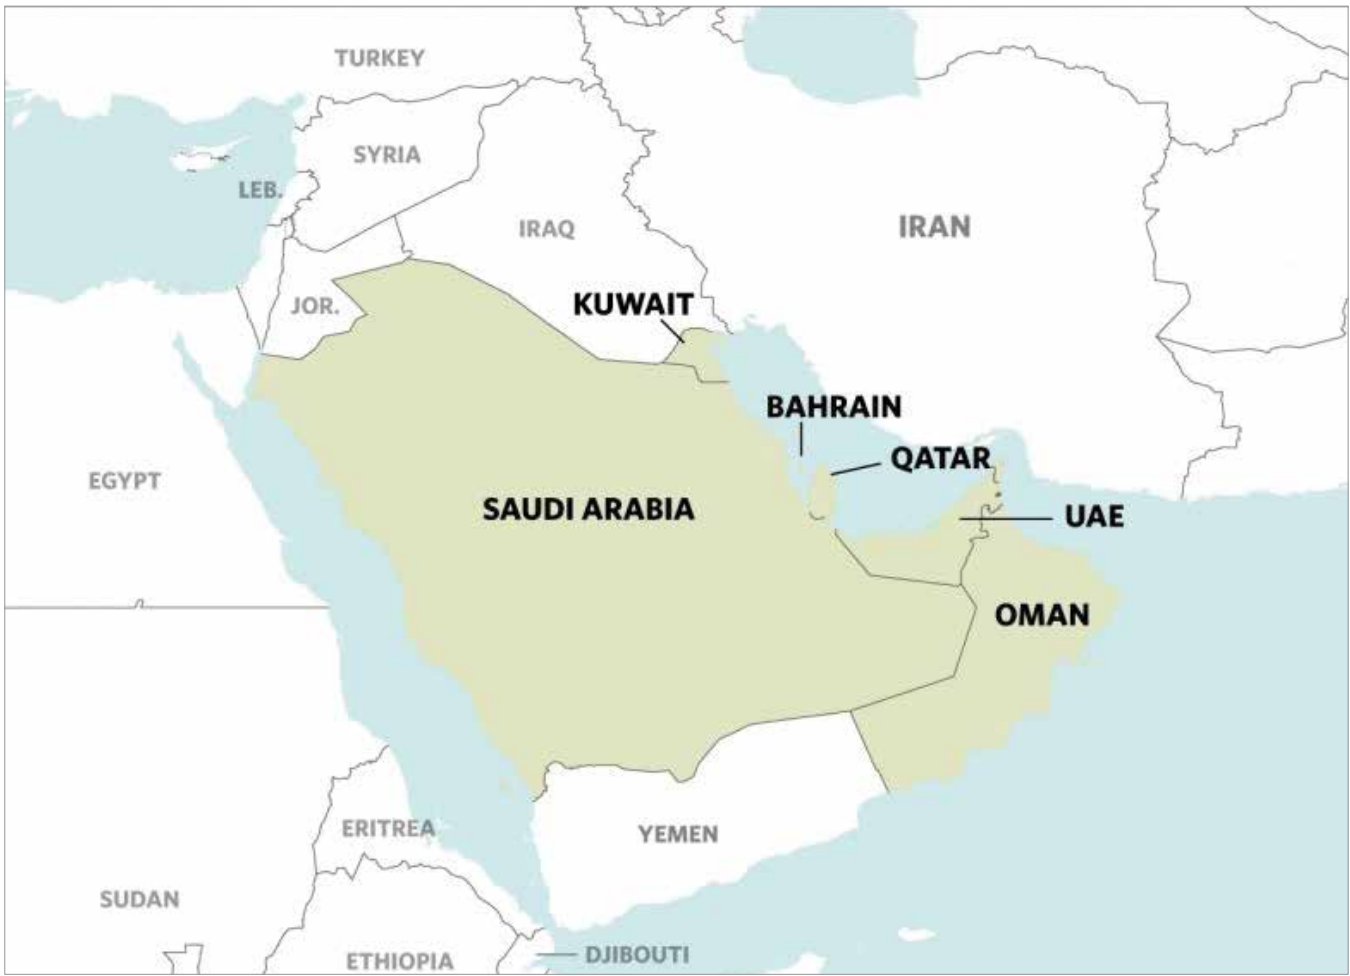 TURKEY
SYRIA
LEB.
IRAQ
IRAN
JOR.
KUWAIT
BAHRAIN
QATAR
EGYPT
SAUDI ARABIA
UAE
OMAN
ERITREA
YEMEN
SUDAN
ETHIOPIA
DJIBOUTI